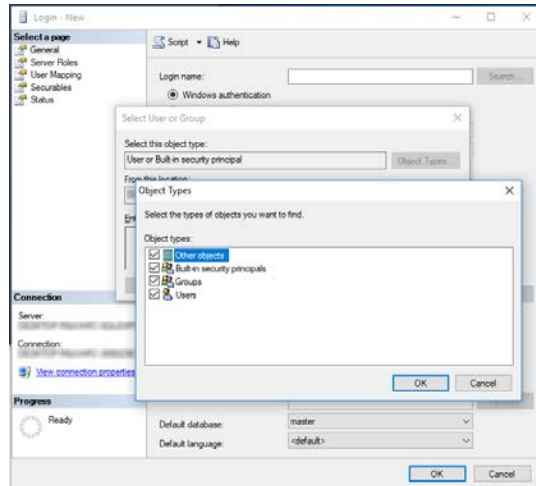 Login - New
Select a page
General
Server Roles
User Mapping
Securables
Status
Script Help
Login name:
Search...
Windows authentication
Select User or Group
Select this object type:
User or Built-in security principal
Object Types...
From this location:
Object Types
Select the types of objects you want to find.
Object types:
Other objects
Built-in security principals
Groups
Users
OK Cancel
Connection
Server:
Connection:
View connection properties
Progress
Ready
Default database: master
Default language: <default>
OK Cancel